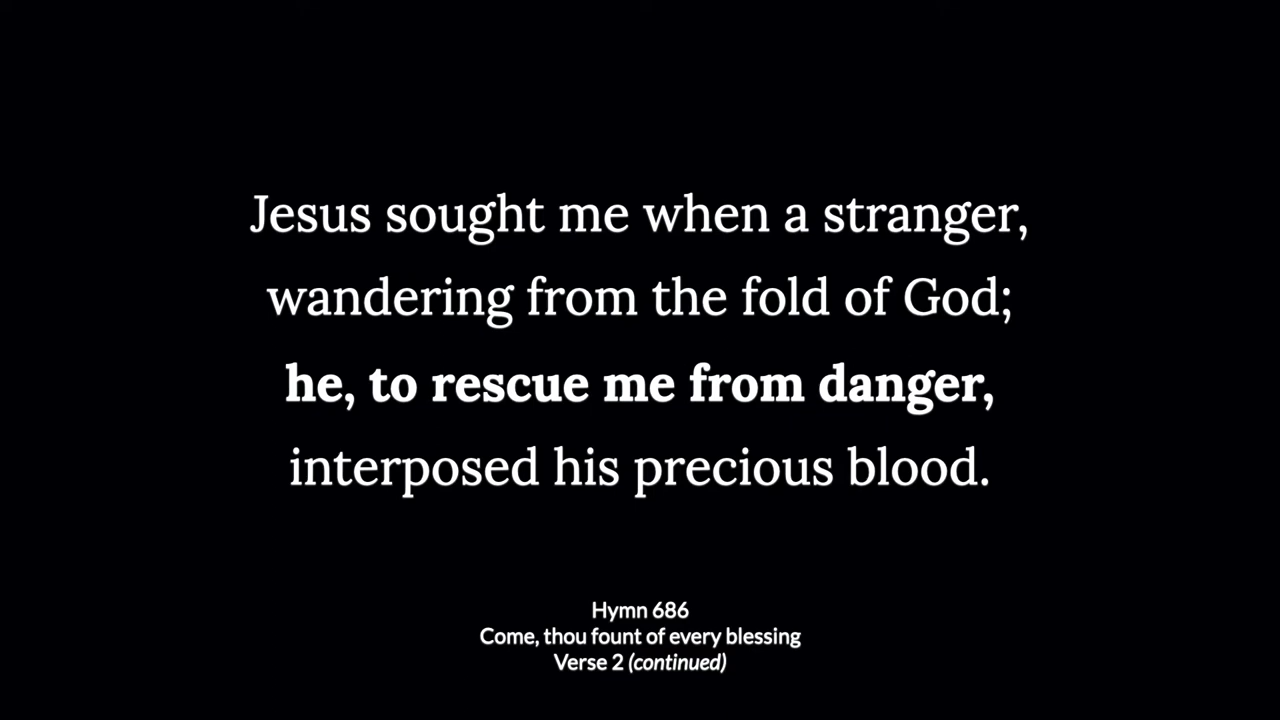 Jesus sought me when a stranger,
wandering from the fold of God;
he, to rescue me from danger,
interposed his precious blood.
Hymn 686
Come, thou fount of every blessing
Verse 2 (continued)